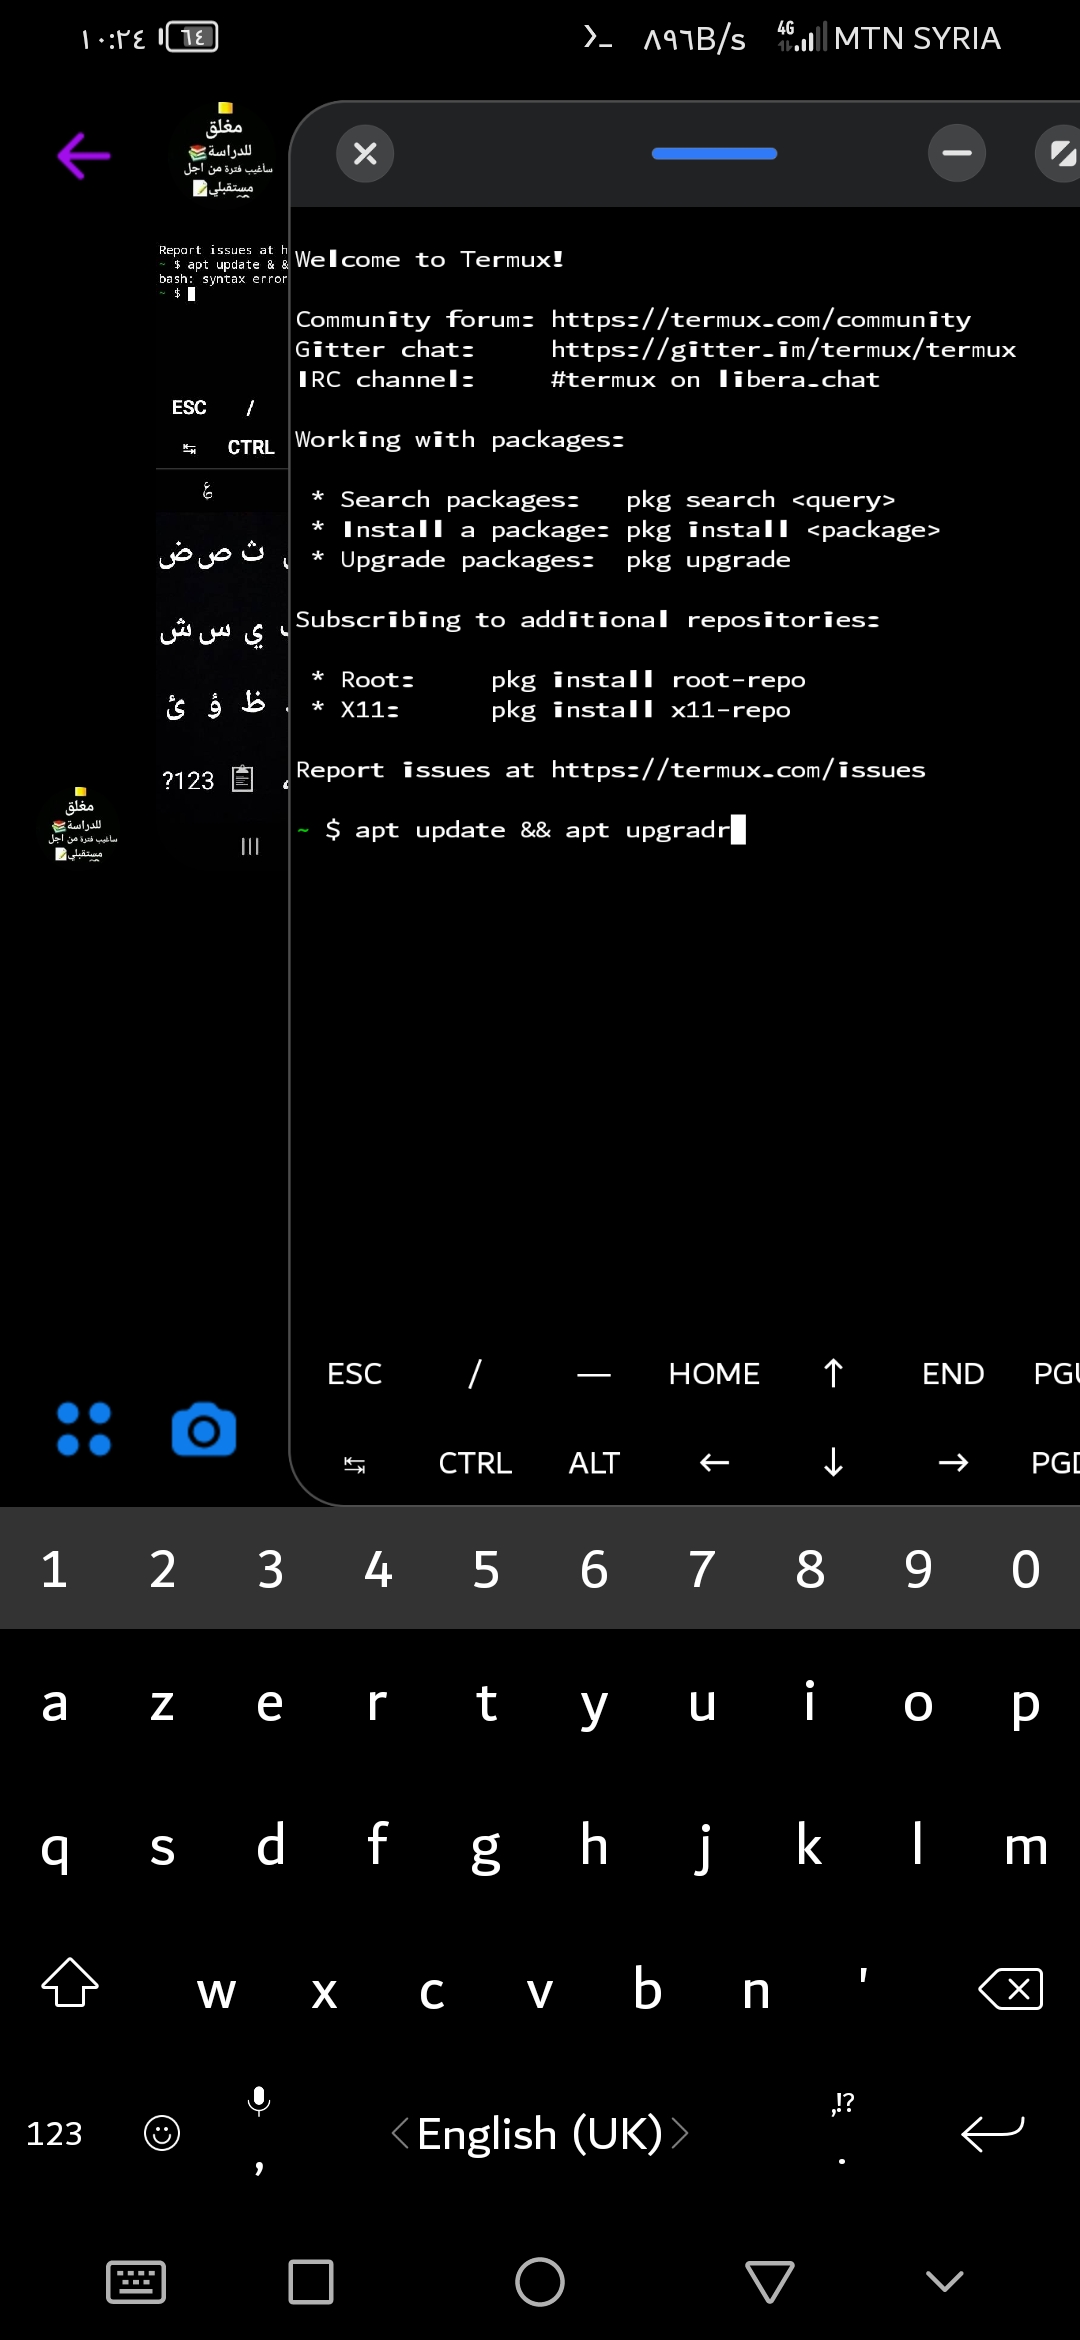 ١٠:٢٤ ٦٤ ٨٩٦B/s 4G MTN SYRIA
مغلق
للدراسة
سأغيب فترة من اجل
مستقبلي
Report issues at h
~ $ apt update & &
bash: syntax error
~ $
ESC /
↹ CTRL
ض ص ث
ش س ي
ئ ؤ ظ
?123
مغلق
للدراسة
سأغيب فترة من اجل
مستقبلي
Welcome to Termux!
Community forum: https://termux.com/community
Gitter chat: https://gitter.im/termux/termux
IRC channel: #termux on libera.chat
Working with packages:
* Search packages: pkg search <query>
* Install a package: pkg install <package>
* Upgrade packages: pkg upgrade
Subscribing to additional repositories:
* Root: pkg install root-repo
* X11: pkg install x11-repo
Report issues at https://termux.com/issues
~ $ apt update && apt upgradr
ESC / — HOME ↑ END PGU
↹ CTRL ALT ← ↓ → PGD
1 2 3 4 5 6 7 8 9 0
a z e r t y u i o p
q s d f g h j k l m
w x c v b n '
123 , English (UK) ,!? .